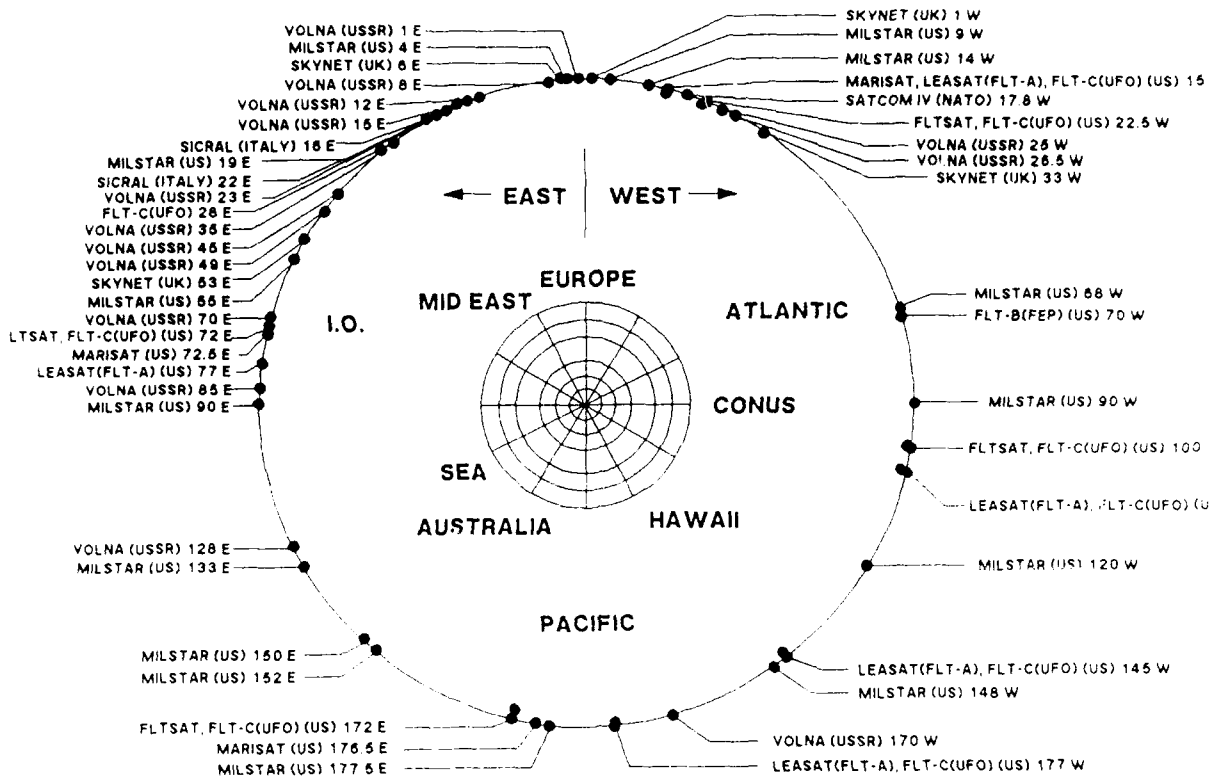 VOLNA (USSR) 1 E
MILSTAR (US) 4 E
SKYNET (UK) 6 E
VOLNA (USSR) 8 E
VOLNA (USSR) 12 E
VOLNA (USSR) 15 E
SICRAL (ITALY) 16 E
MILSTAR (US) 19 E
SICRAL (ITALY) 22 E
VOLNA (USSR) 23 E
FLT-C(UFO) 28 E
VOLNA (USSR) 35 E
VOLNA (USSR) 45 E
VOLNA (USSR) 49 E
SKYNET (UK) 53 E
MILSTAR (US) 55 E
VOLNA (USSR) 70 E
LTSAT, FLT-C(UFO) (US) 72 E
MARISAT (US) 72.5 E
LEASAT(FLT-A) (US) 77 E
VOLNA (USSR) 85 E
MILSTAR (US) 90 E
VOLNA (USSR) 128 E
MILSTAR (US) 133 E
MILSTAR (US) 150 E
MILSTAR (US) 152 E
FLTSAT, FLT-C(UFO) (US) 172 E
MARISAT (US) 176.5 E
MILSTAR (US) 177.5 E
SKYNET (UK) 1 W
MILSTAR (US) 9 W
MILSTAR (US) 14 W
MARISAT, LEASAT(FLT-A), FLT-C(UFO) (US) 15
SATCOM IV (NATO) 17.8 W
FLTSAT, FLT-C(UFO) (US) 22.5 W
VOLNA (USSR) 25 W
VOLNA (USSR) 26.5 W
SKYNET (UK) 33 W
MILSTAR (US) 68 W
FLT-B(FEP) (US) 70 W
MILSTAR (US) 90 W
FLTSAT, FLT-C(UFO) (US) 100
LEASAT(FLT-A), FLT-C(UFO) (U
MILSTAR (US) 120 W
LEASAT(FLT-A), FLT-C(UFO) (US) 145 W
MILSTAR (US) 148 W
VOLNA (USSR) 170 W
LEASAT(FLT-A), FLT-C(UFO) (US) 177 W
EAST
WEST
EUROPE
MID EAST
ATLANTIC
I.O.
CONUS
SEA
AUSTRALIA
HAWAII
PACIFIC